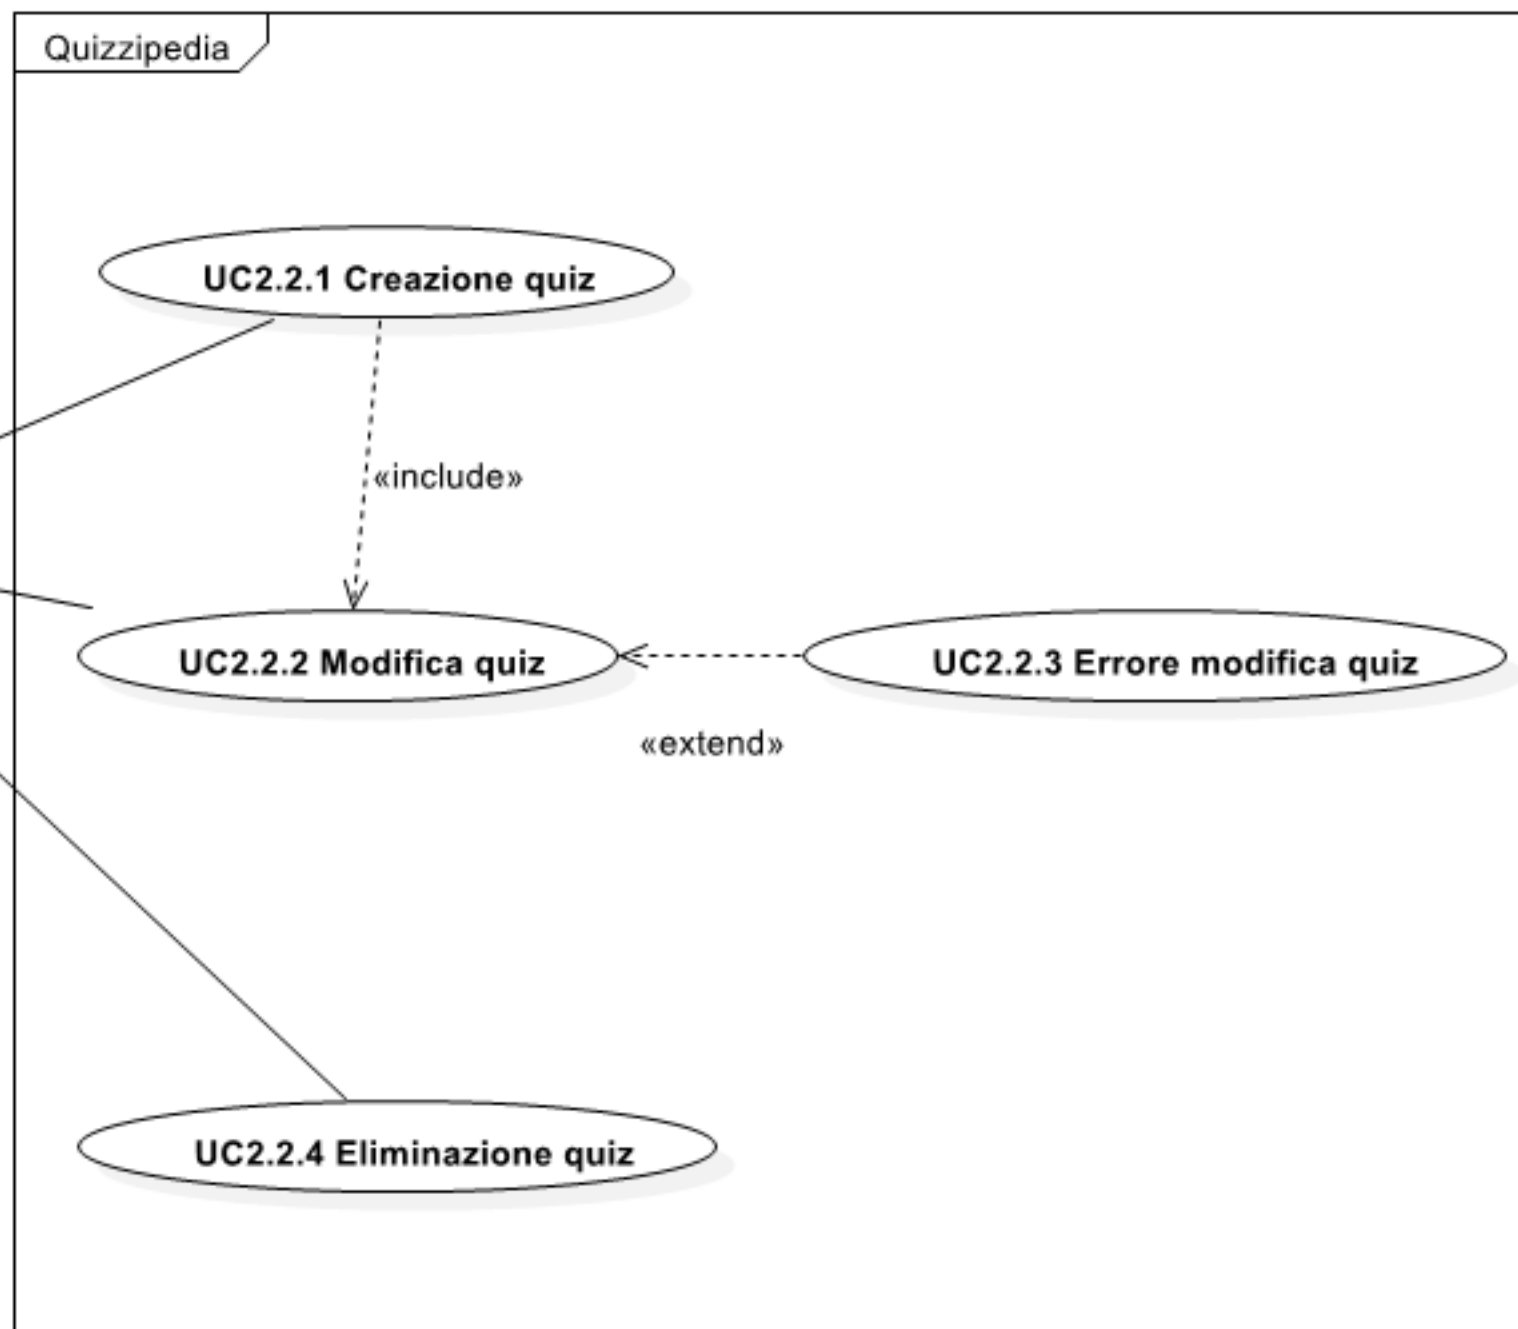 Quizzipedia
UC2.2.1 Creazione quiz
«include»
UC2.2.2 Modifica quiz
UC2.2.3 Errore modifica quiz
«extend»
UC2.2.4 Eliminazione quiz